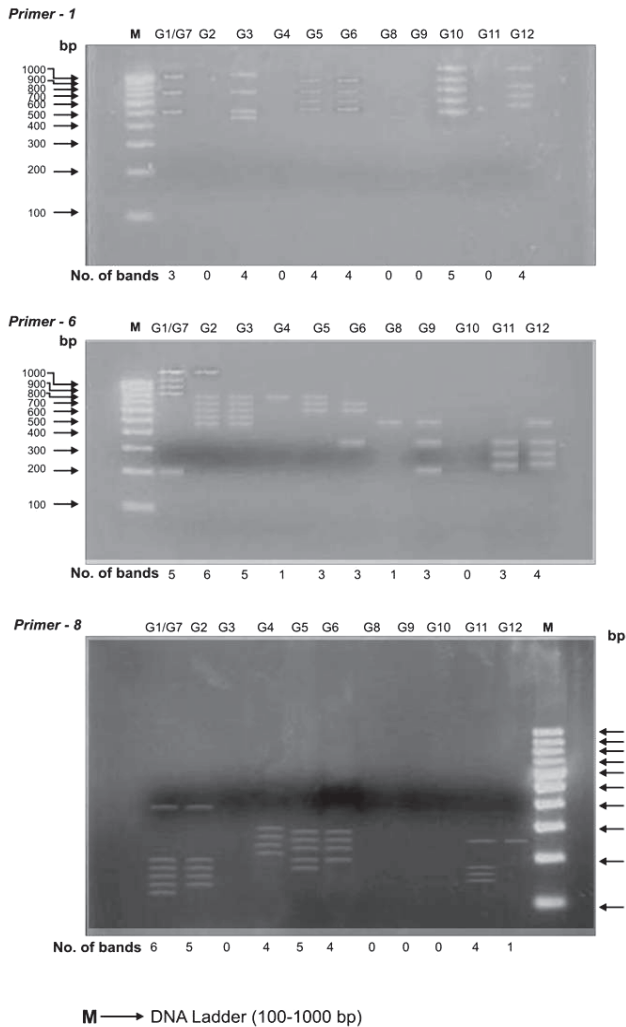 Primer - 1
M G1/G7 G2 G3 G4 G5 G6 G8 G9 G10 G11 G12
bp
1000
900
800
700
600
500
400
300
200
100
No. of bands 3 0 4 0 4 4 0 0 5 0 4
Primer - 6
M G1/G7 G2 G3 G4 G5 G6 G8 G9 G10 G11 G12
bp
1000
900
800
700
600
500
400
300
200
100
No. of bands 5 6 5 1 3 3 1 3 0 3 4
Primer - 8
G1/G7 G2 G3 G4 G5 G6 G8 G9 G10 G11 G12 M
bp
No. of bands 6 5 0 4 5 4 0 0 0 4 1
M DNA Ladder (100-1000 bp)